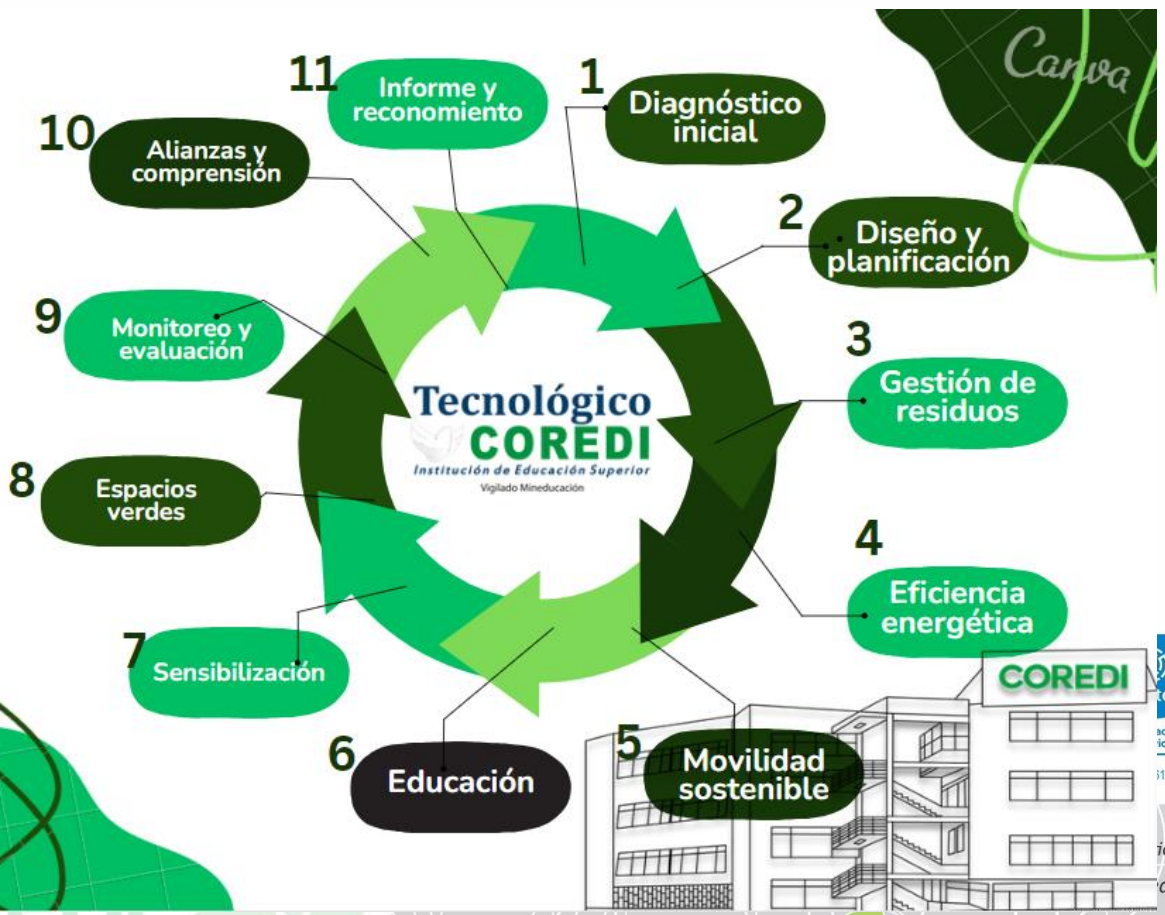 Canva
1
Diagnóstico
inicial
2
Diseño y
planificación
3
Gestión de
residuos
4
Eficiencia
energética
5
Movilidad
sostenible
6
Educación
7
Sensibilización
8
Espacios
verdes
9
Monitoreo y
evaluación
10
Alianzas y
comprensión
11
Informe y
reconomiento
Tecnológico
COREDI
Institución de Educación Superior
Vigilado Mineducación
COREDI